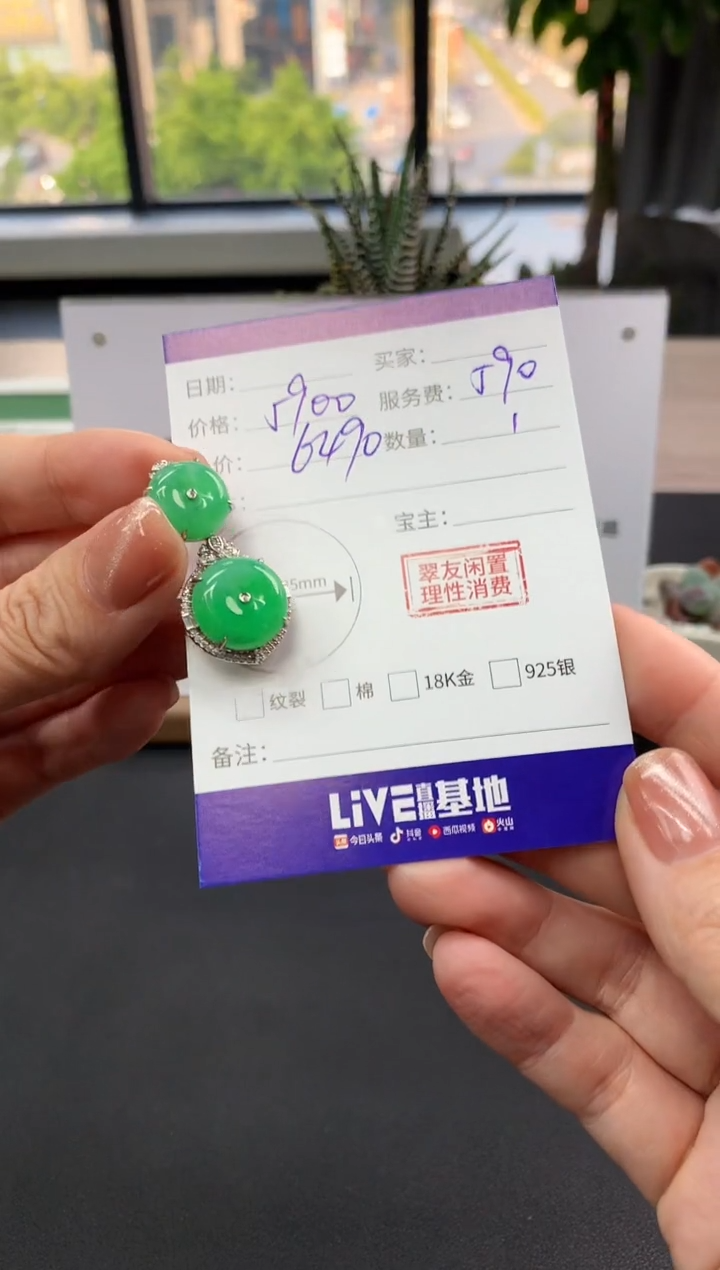 日期：
买家：
价格：5900
服务费：590
价：6490
数量：1
：
宝主：
35mm
翠友闲置
理性消费
纹裂 棉 18K金 925银
备注：
LiVE直播基地
今日头条 抖音 西瓜视频 火山